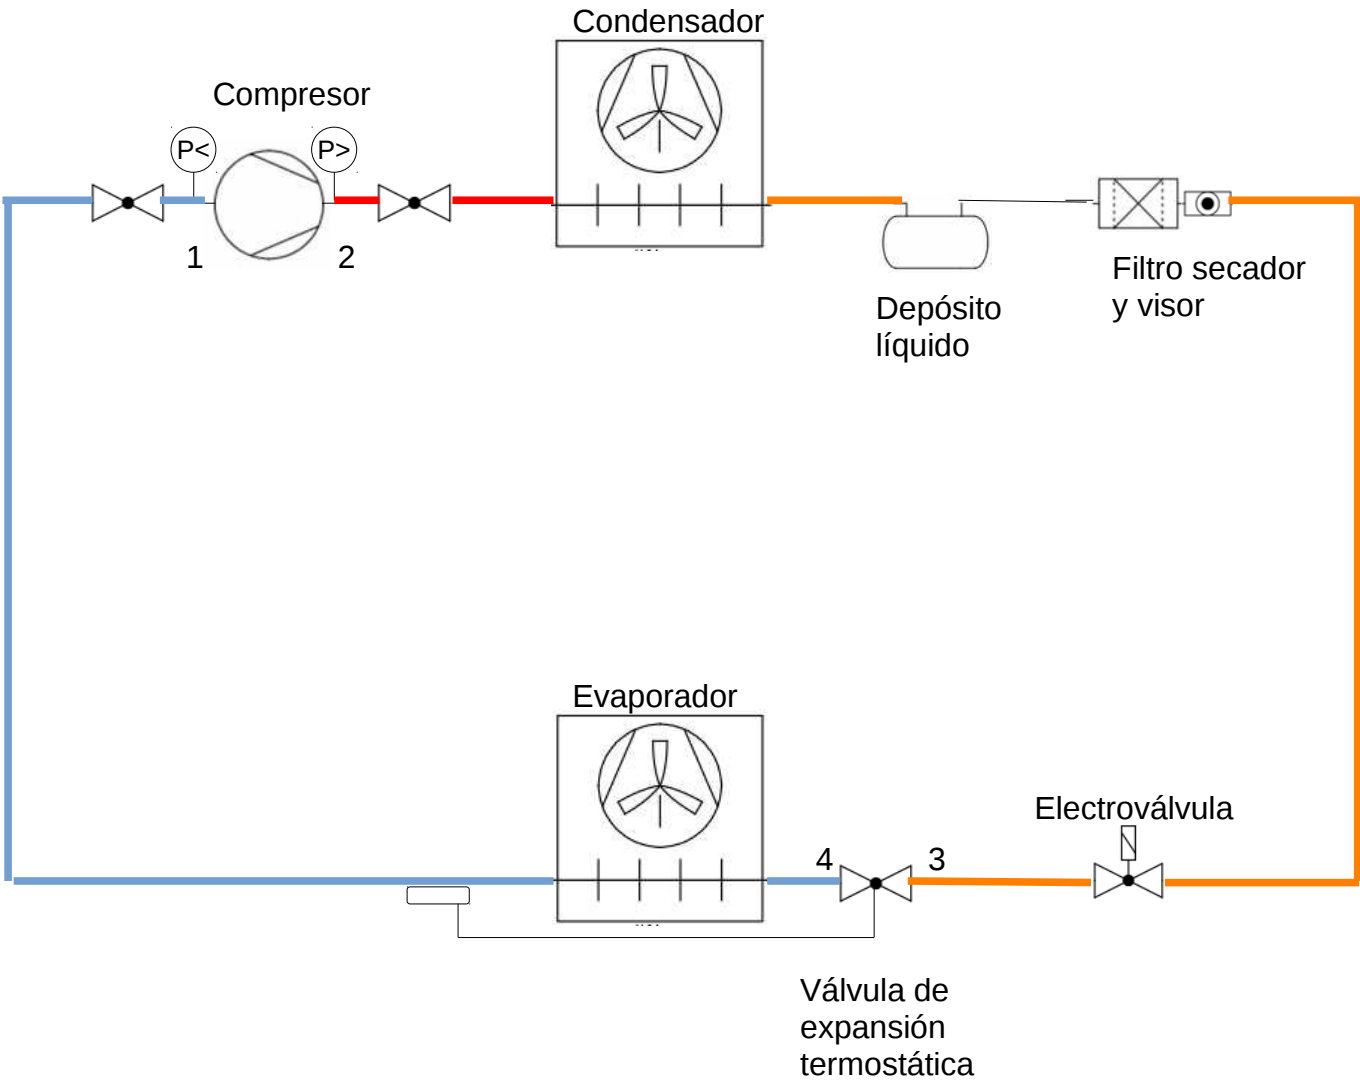 Condensador
Compresor
P<
P>
1
2
Filtro secador
y visor
Depósito
líquido
Evaporador
Electroválvula
4
3
Válvula de
expansión
termostática